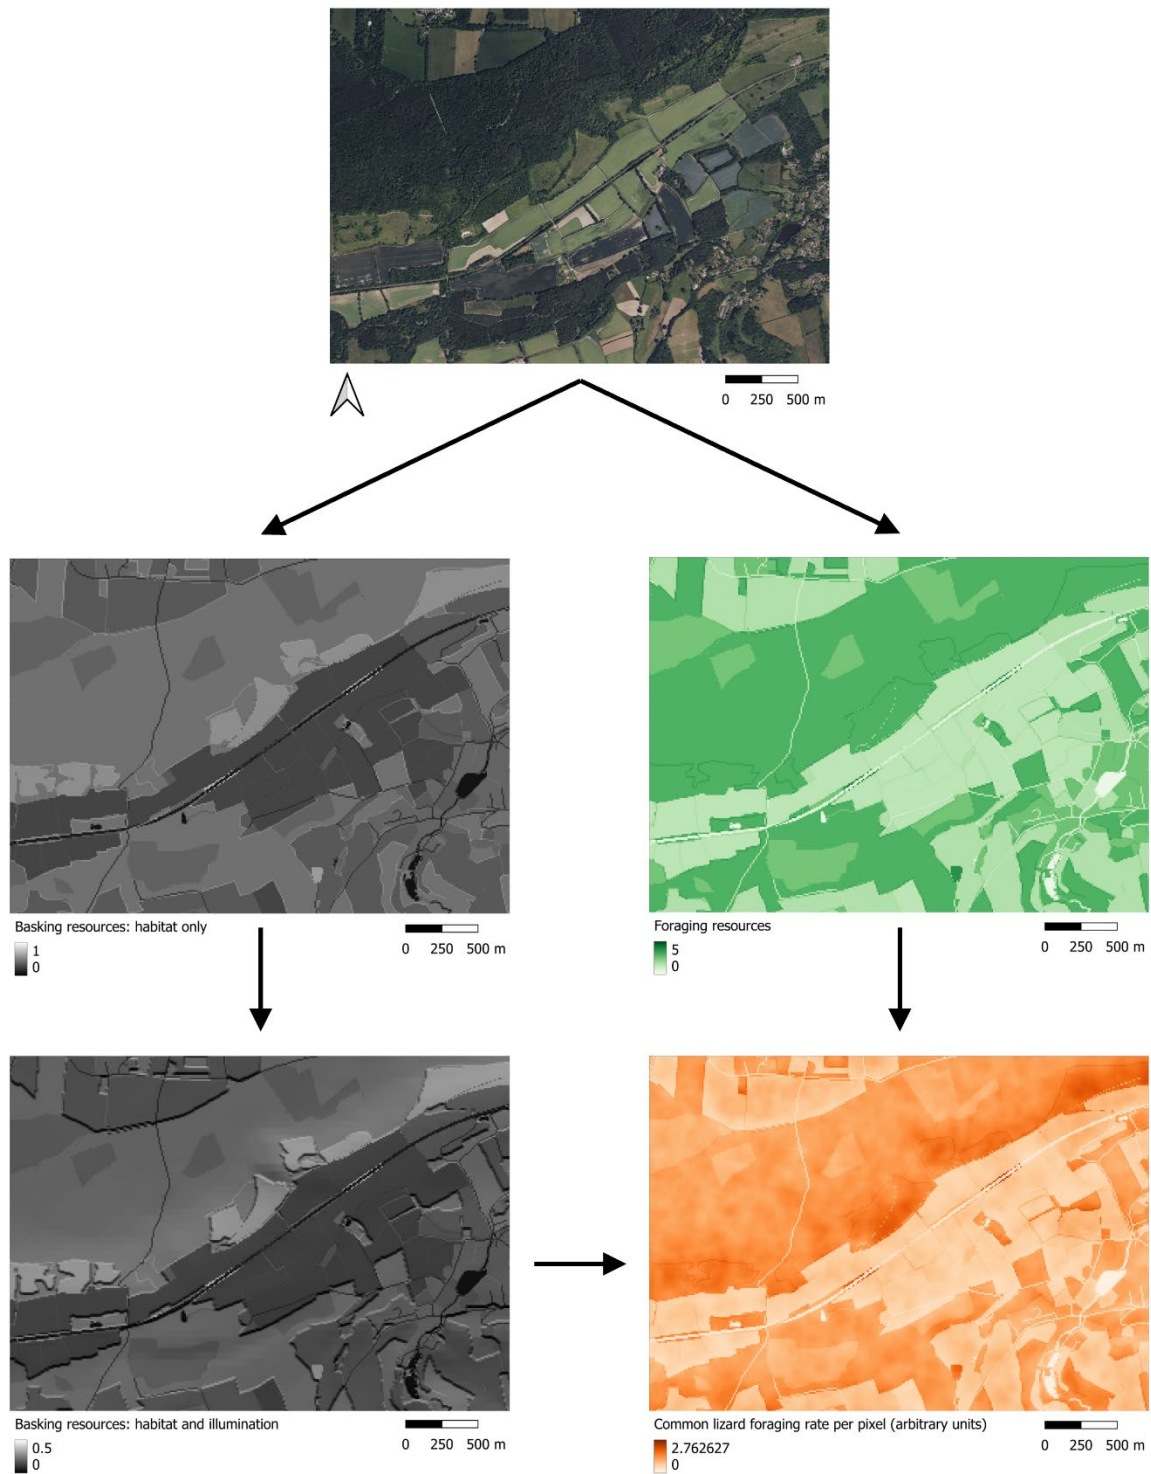 0 250 500 m
Basking resources: habitat only
1
0
0 250 500 m
Foraging resources
5
0
0 250 500 m
Basking resources: habitat and illumination
0.5
0
0 250 500 m
Common lizard foraging rate per pixel (arbitrary units)
2.762627
0
0 250 500 m